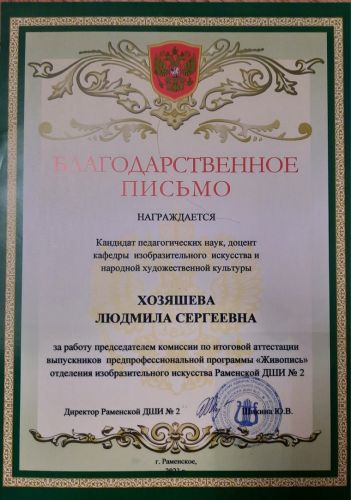 БЛАГОДАРСТВЕННОЕ
ПИСЬМО
НАГРАЖДАЕТСЯ
Кандидат педагогических наук, доцент
кафедры изобразительного искусства и
народной художественной культуры
ХОЗЯШЕВА
ЛЮДМИЛА СЕРГЕЕВНА
за работу председателем комиссии по итоговой аттестации
выпускников предпрофессиональной программы «Живопись»
отделения изобразительного искусства Раменской ДШИ № 2
Директор Раменской ДШИ № 2 Шикина Ю.В.
г. Раменское,